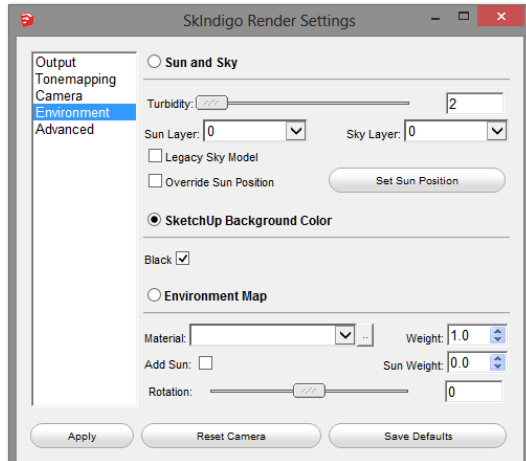 SkIndigo Render Settings
Output
Tonemapping
Camera
Environment
Advanced
Sun and Sky
Turbidity: 2
Sun Layer: 0 Sky Layer: 0
Legacy Sky Model
Override Sun Position Set Sun Position
SketchUp Background Color
Black
Environment Map
Material: .. Weight: 1.0
Add Sun: Sun Weight: 0.0
Rotation: 0
Apply Reset Camera Save Defaults